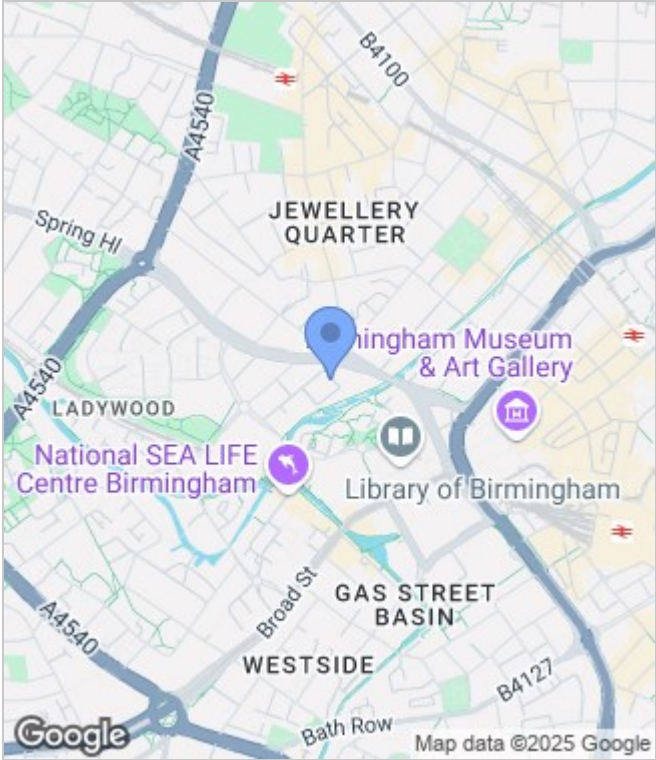 B4100
A4540
JEWELLERY
QUARTER
Spring Hl
mingham Museum
& Art Gallery
A4540
LADYWOOD
National SEA LIFE
Centre Birmingham
Library of Birmingham
Broad St
GAS STREET
BASIN
A4540
WESTSIDE
B4127
Bath Row
Google
Map data ©2025 Google